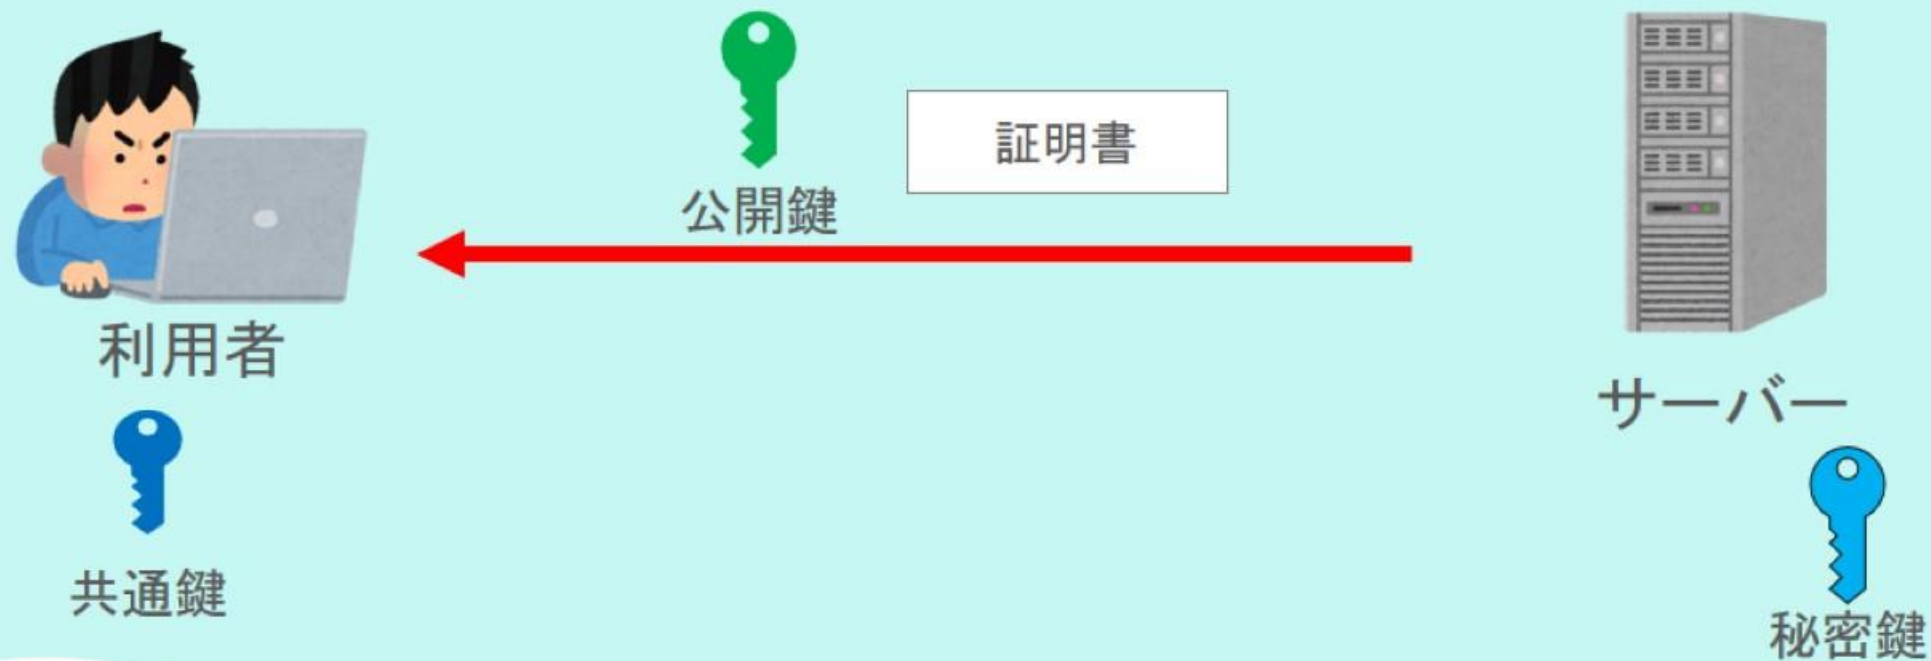 証明書
公開鍵
利用者
サーバー
共通鍵
秘密鍵